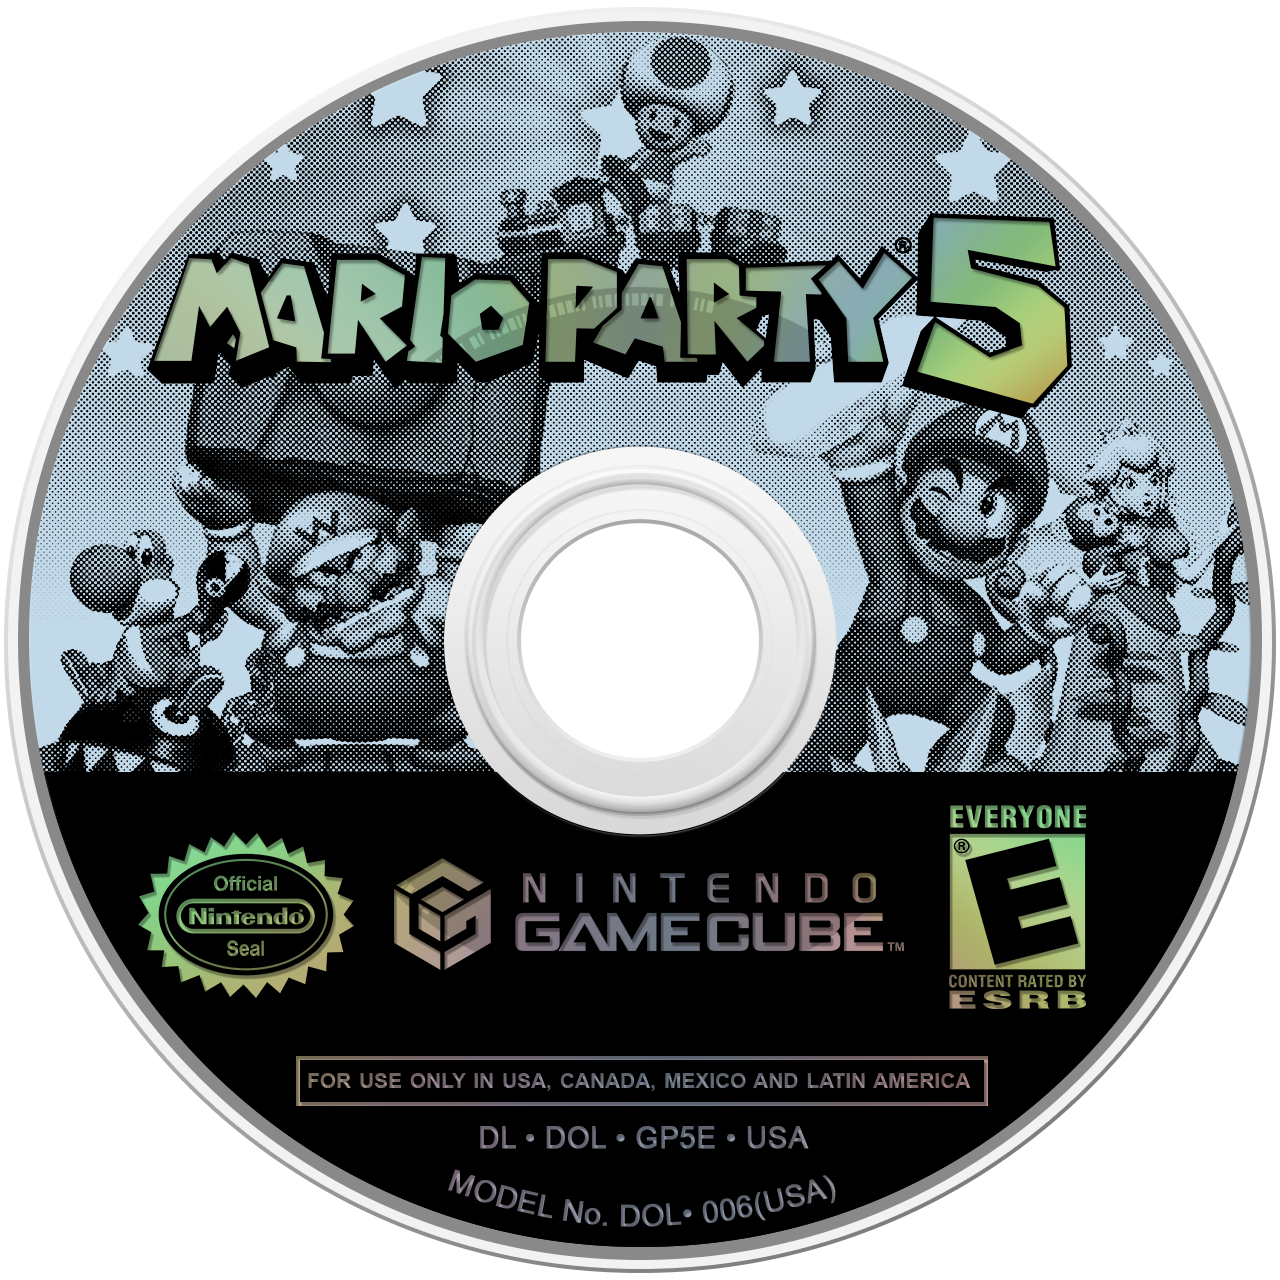 MARIO PARTY® 5
M
W
EVERYONE
®
E
CONTENT RATED BY
ESRB
Official
Nintendo®
Seal
NINTENDO
GAMECUBE™
FOR USE ONLY IN USA, CANADA, MEXICO AND LATIN AMERICA
DL • DOL • GP5E • USA
MODEL No. DOL• 006(USA)